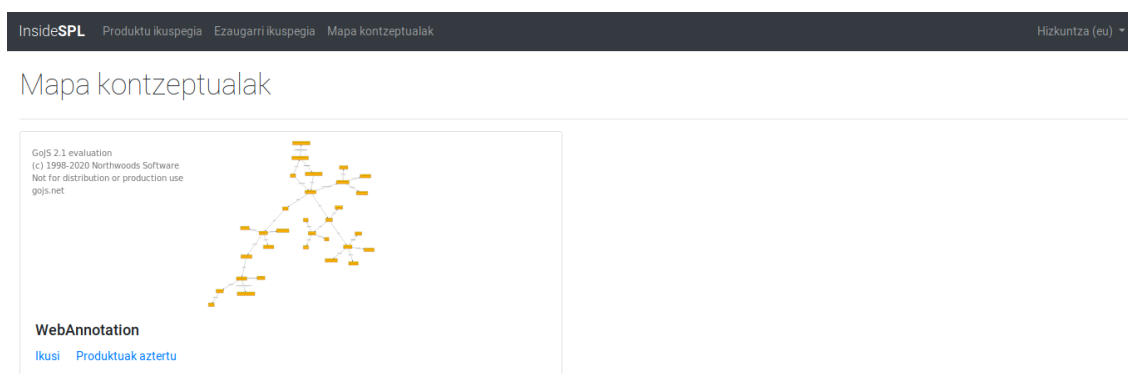 InsideSPL Produktu ikuspegia Ezaugarri ikuspegia Mapa kontzeptualak Hizkuntza (eu)
Mapa kontzeptualak
GoJS 2.1 evaluation
(c) 1998-2020 Northwoods Software
Not for distribution or production use
gojs.net
WebAnnotation
Ikusi Produktuak aztertu